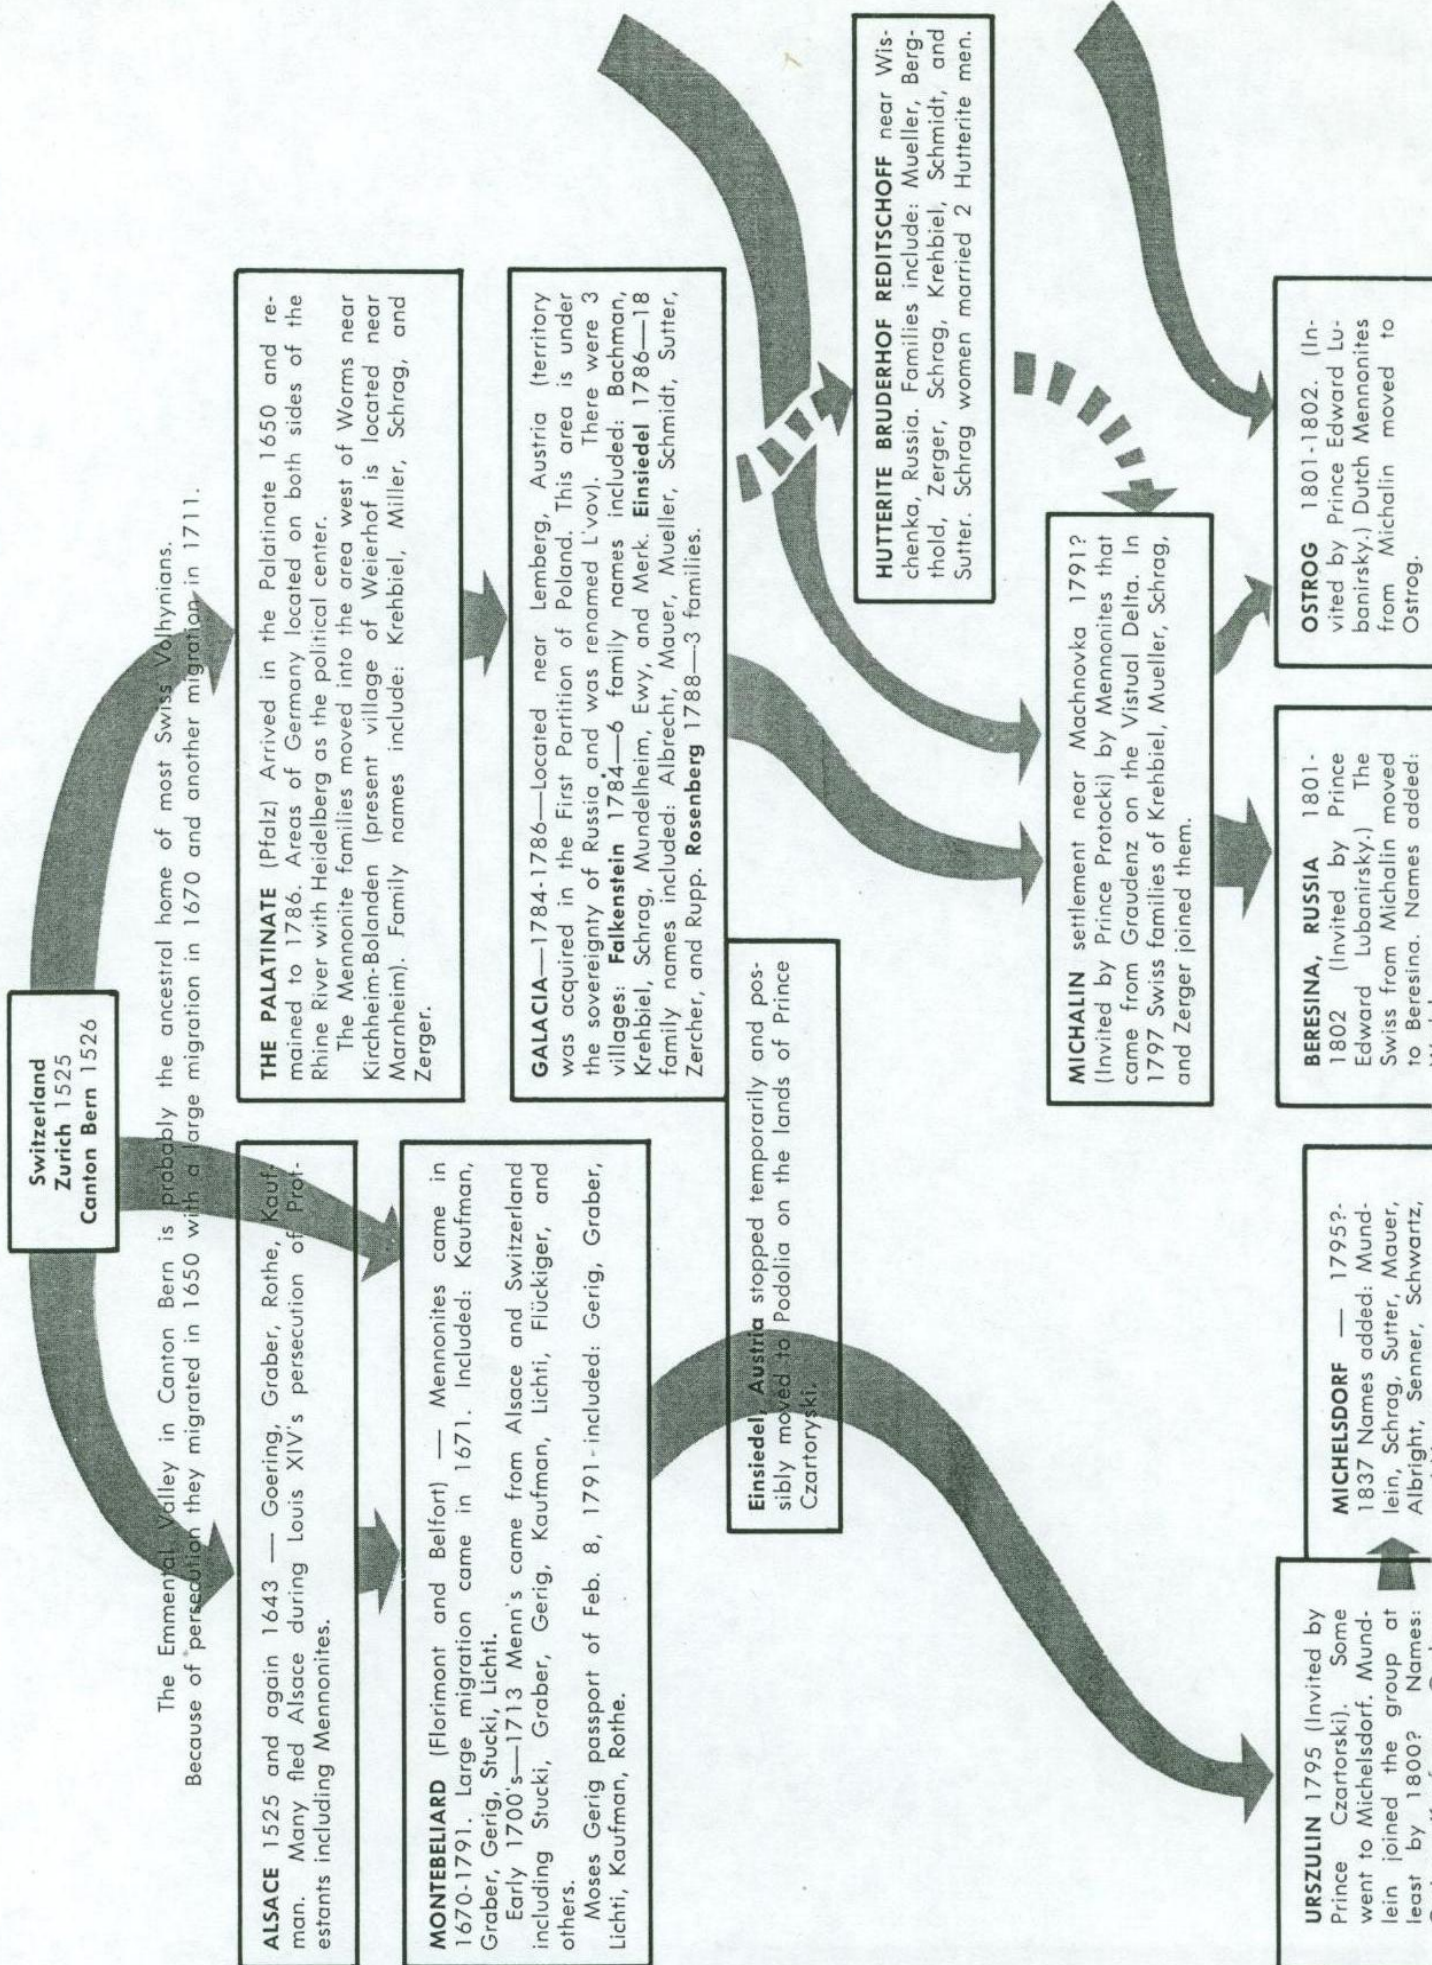 Switzerland
Zurich 1525
Canton Bern 1526
The Emmental Valley in Canton Bern is probably the ancestral home of most Swiss Volhynians.
Because of persecution they migrated in 1650 with a large migration in 1670 and another migration in 1711.
ALSACE 1525 and again 1643 — Goering, Graber, Rothe, Kauf-
man. Many fled Alsace during Louis XIV's persecution of Prot-
estants including Mennonites.
MONTEBELIARD (Florimont and Belfort) — Mennonites came in
1670-1791. Large migration came in 1671. Included: Kaufman,
Graber, Gerig, Stucki, Lichti.
Early 1700's—1713 Menn's came from Alsace and Switzerland
including Stucki, Graber, Gerig, Kaufman, Lichti, Flückiger, and
others.
Moses Gerig passport of Feb. 8, 1791 - included: Gerig, Graber,
Lichti, Kaufman, Rothe.
THE PALATINATE (Pfalz) Arrived in the Palatinate 1650 and re-
mained to 1786. Areas of Germany located on both sides of the
Rhine River with Heidelberg as the political center.
The Mennonite families moved into the area west of Worms near
Kirchheim-Bolanden (present village of Weierhof is located near
Marnheim). Family names include: Krehbiel, Miller, Schrag, and
Zerger.
GALACIA—1784-1786—Located near Lemberg, Austria (territory
was acquired in the First Partition of Poland. This area is under
the sovereignty of Russia and was renamed L'vov). There were 3
villages: Falkenstein 1784—6 family names included: Bachman,
Krehbiel, Schrag, Mundelheim, Ewy, and Merk. Einsiedel 1786—18
family names included: Albrecht, Mauer, Mueller, Schmidt, Sutter,
Zercher, and Rupp. Rosenberg 1788—3 families.
Einsiedel, Austria stopped temporarily and pos-
sibly moved to Podolia on the lands of Prince
Czartoryski.
HUTTERITE BRUDERHOF REDITSCHOFF near Wis-
chenka, Russia. Families include: Mueller, Berg-
thold, Zerger, Schrag, Krehbiel, Schmidt, and
Sutter. Schrag women married 2 Hutterite men.
MICHALIN settlement near Machnovka 1791?
(Invited by Prince Protocki) by Mennonites that
came from Graudenz on the Vistual Delta. In
1797 Swiss families of Krehbiel, Mueller, Schrag,
and Zerger joined them.
URSZULIN 1795 (Invited by
Prince Czartorski). Some
went to Michelsdorf. Mund-
lein joined the group at
least by 1800? Names:
MICHELSDORF — 1795?-
1837 Names added: Mund-
lein, Schrag, Sutter, Mauer,
Albright, Senner, Schwartz,
BERESINA, RUSSIA 1801-
1802 (Invited by Prince
Edward Lubanirsky.) The
Swiss from Michalin moved
to Beresina. Names added:
OSTROG 1801-1802. (In-
vited by Prince Edward Lu-
banirsky.) Dutch Mennonites
from Michalin moved to
Ostrog.